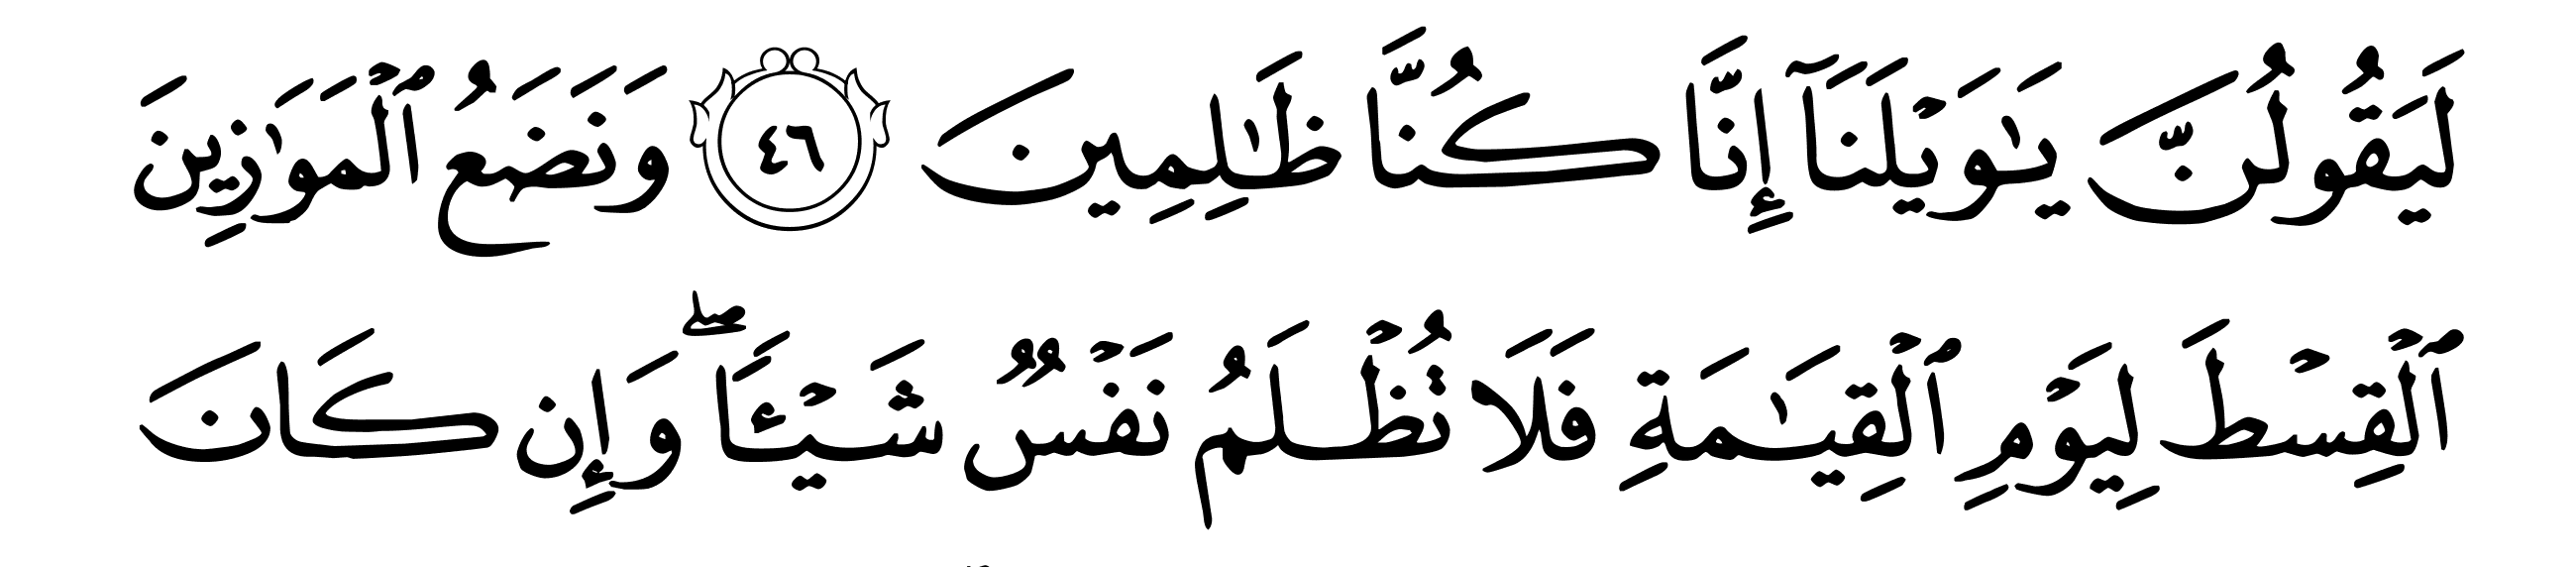 لَيَقُولُنَّ يَـٰوَيْلَنَآ إِنَّا كُنَّا ظَـٰلِمِينَ ٤٦ وَنَضَعُ ٱلْمَوَٰزِينَ
ٱلْقِسْطَ لِيَوْمِ ٱلْقِيَـٰمَةِ فَلَا تُظْلَمُ نَفْسٌ شَيْـًٔا ۖ وَإِن كَانَ